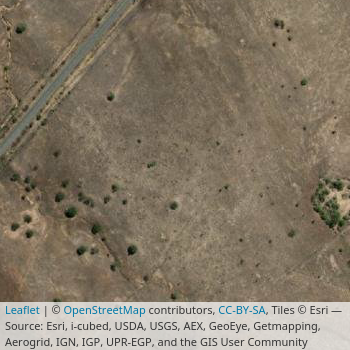 Leaflet | © OpenStreetMap contributors, CC-BY-SA, Tiles © Esri —
Source: Esri, i-cubed, USDA, USGS, AEX, GeoEye, Getmapping,
Aerogrid, IGN, IGP, UPR-EGP, and the GIS User Community